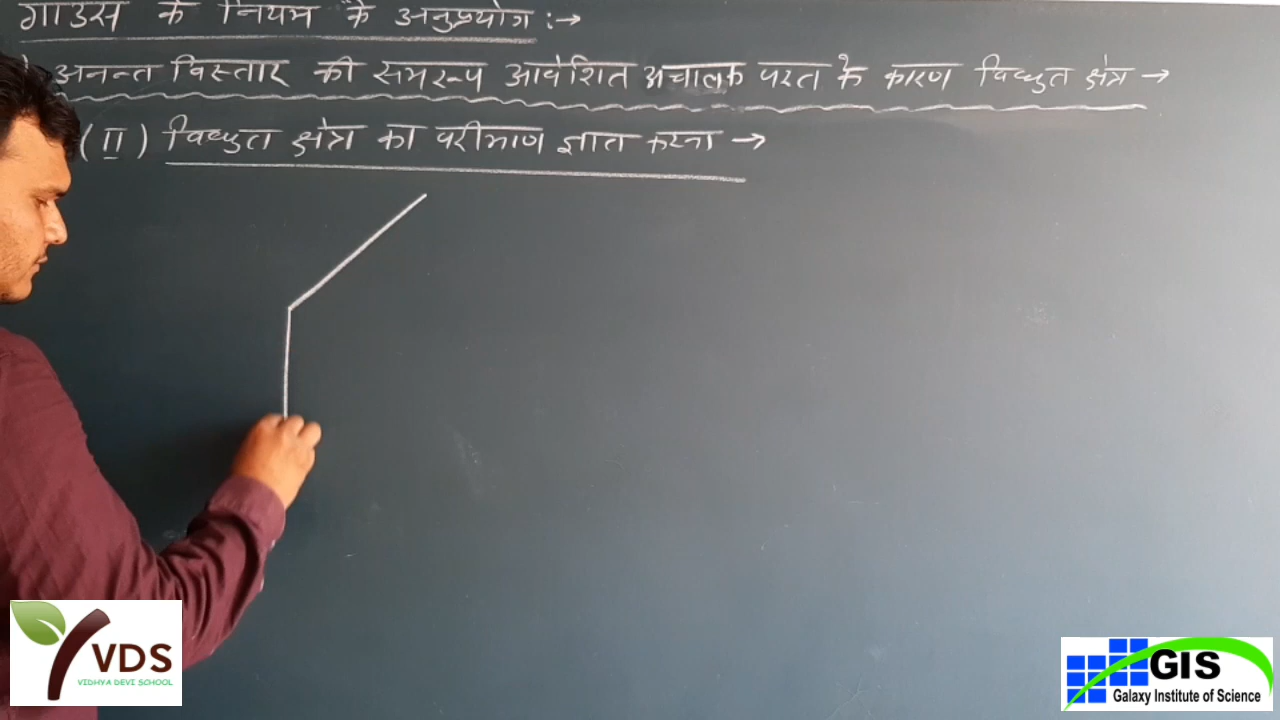 गाउस के नियम के अनुप्रयोग :→
अनन्त विस्तार की समरूप आवेशित अचालक परत के कारण विध्युत क्षेत्र →
(II) विध्युत क्षेत्र का परीमाण ज्ञात करना →
VDS
VIDHYA DEVI SCHOOL
GIS
Galaxy Institute of Science